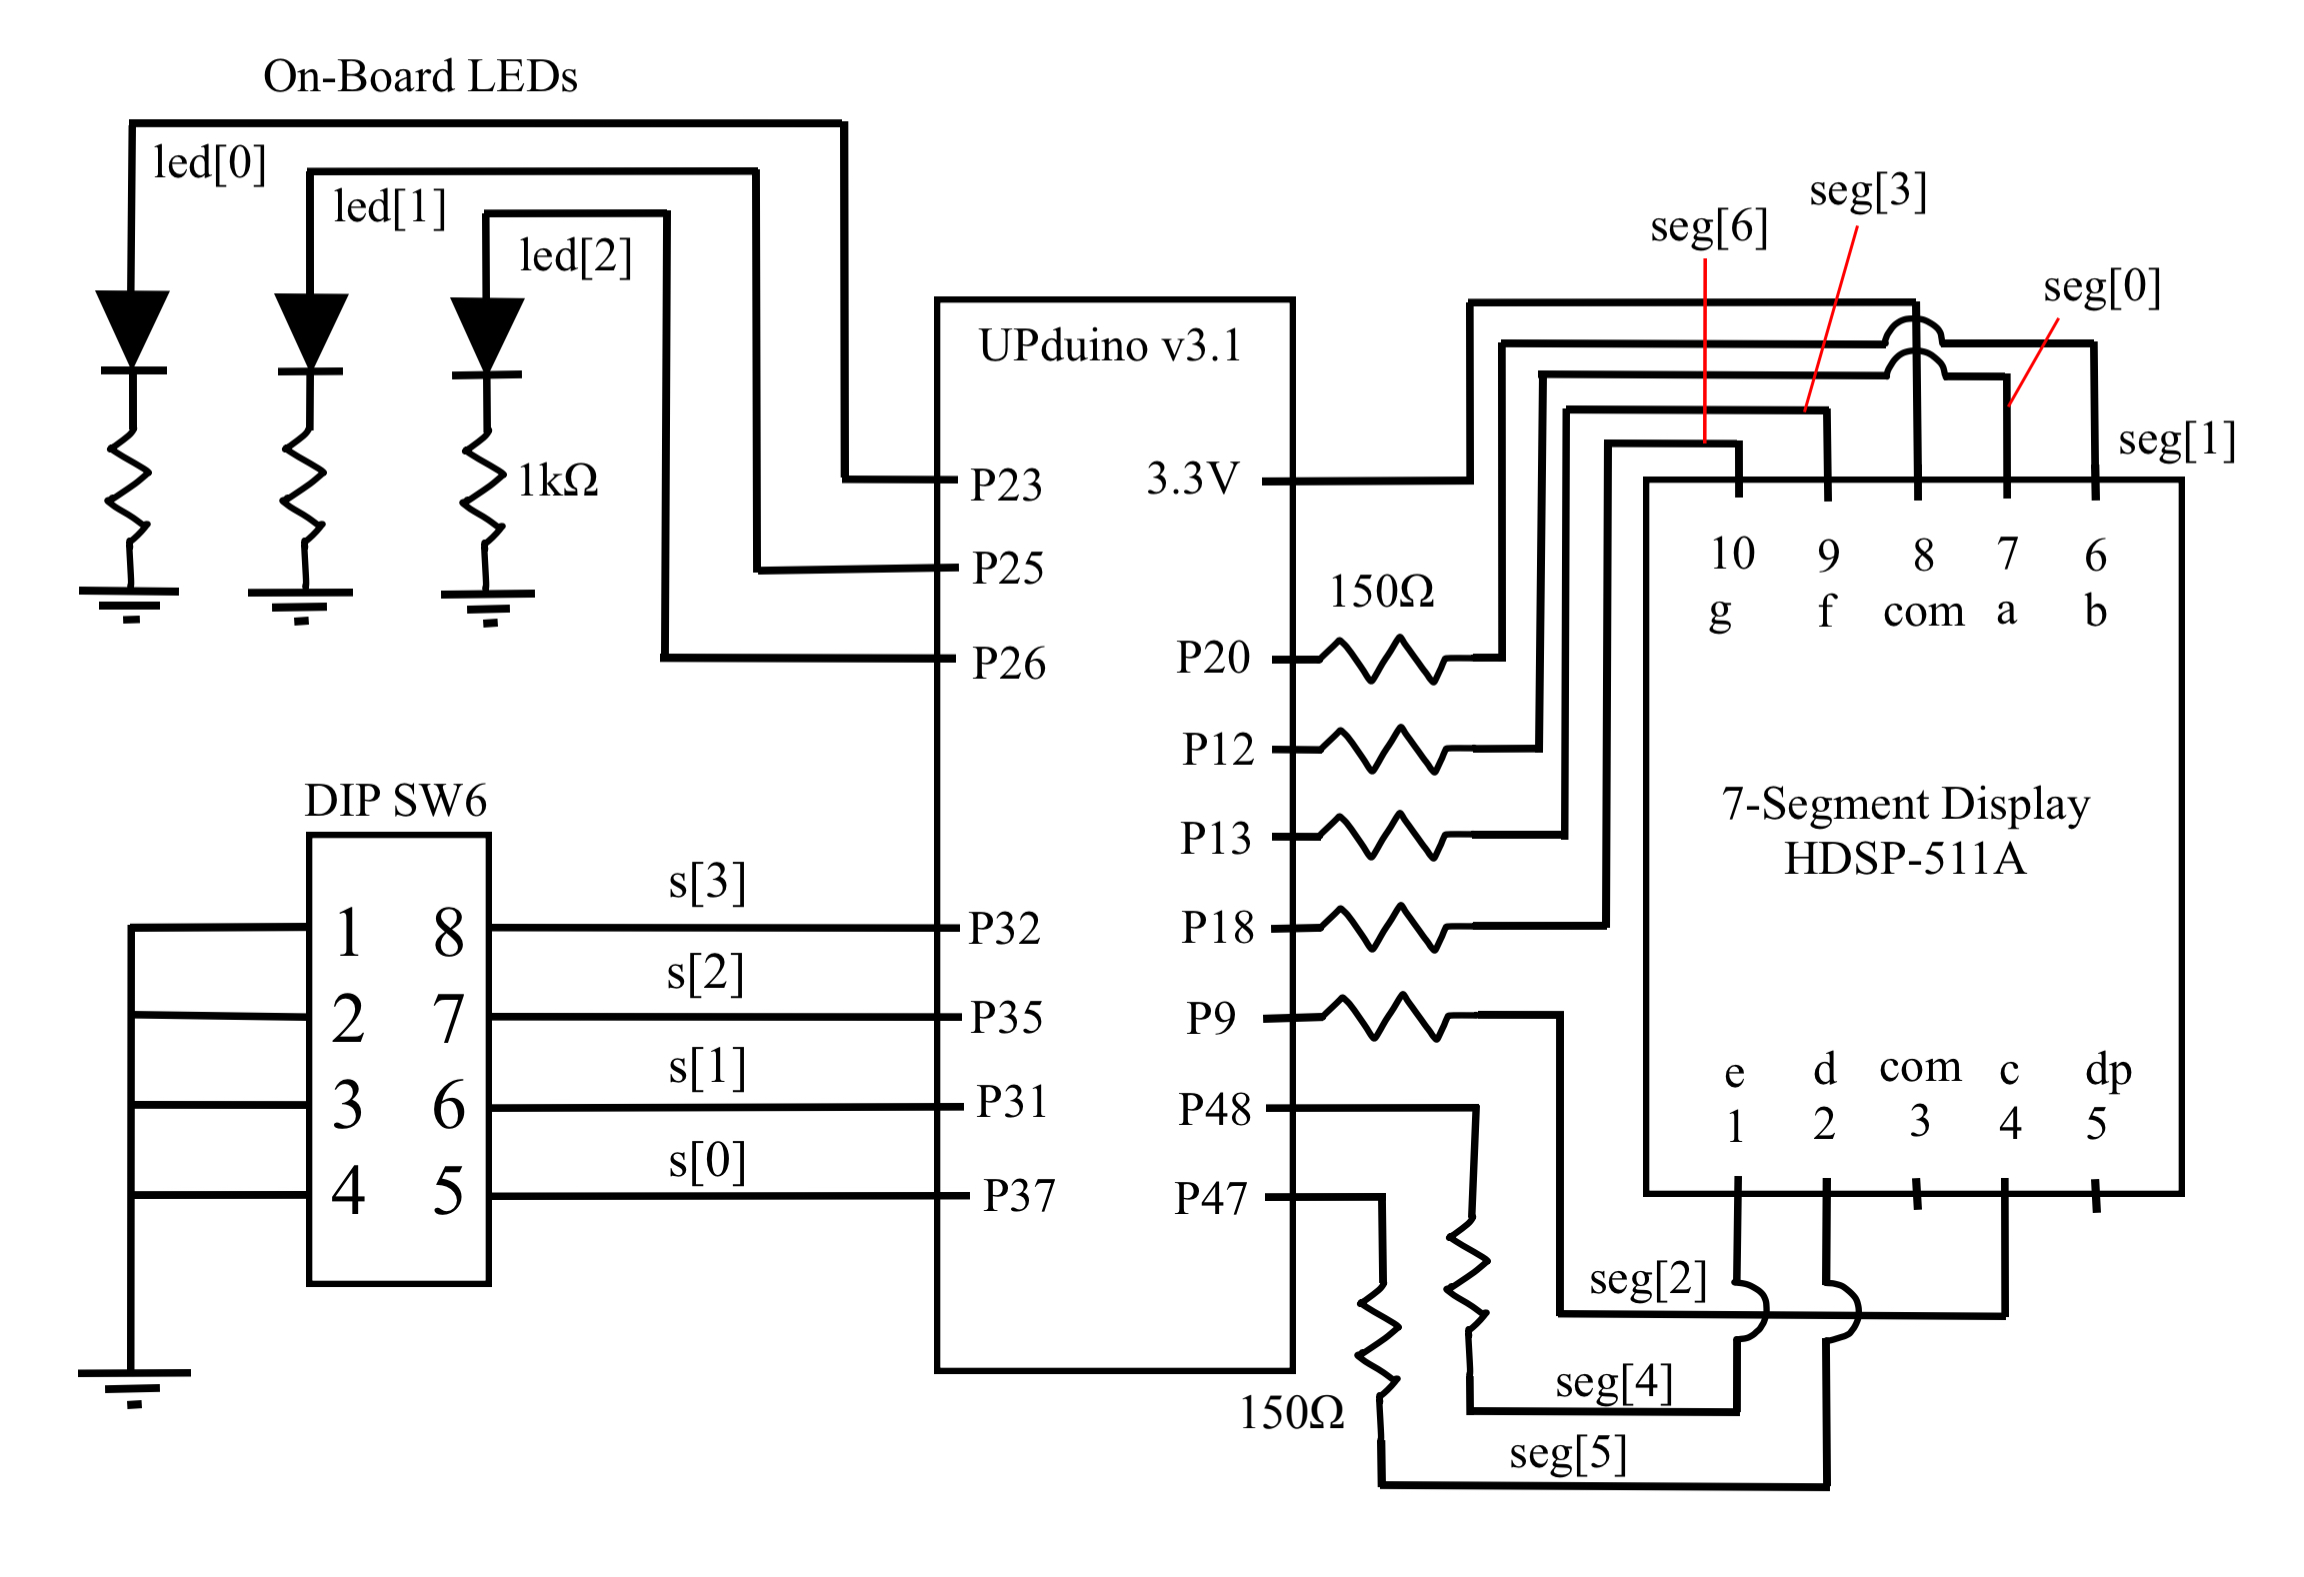 On-Board LEDs
led[0]
led[1]
led[2]
1kΩ
UPduino v3.1
P23
P25
P26
3.3V
P20
P12
P13
P18
P9
P48
P47
P32
P35
P31
P37
150Ω
150Ω
DIP SW6
1 8
2 7
3 6
4 5
s[3]
s[2]
s[1]
s[0]
seg[6]
seg[3]
seg[0]
seg[1]
10 9 8 7 6
g f com a b
7-Segment Display
HDSP-511A
e d com c dp
1 2 3 4 5
seg[2]
seg[4]
seg[5]